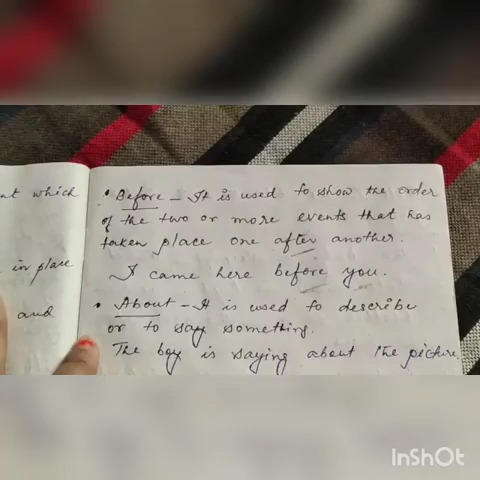 nt which
in place
and
• Before - It is used to show the order
of the two or more events that has
taken place one after another.
I came here before you.
• About - It is used to describe
or to say something.
The boy is saying about the picture.
InShOt